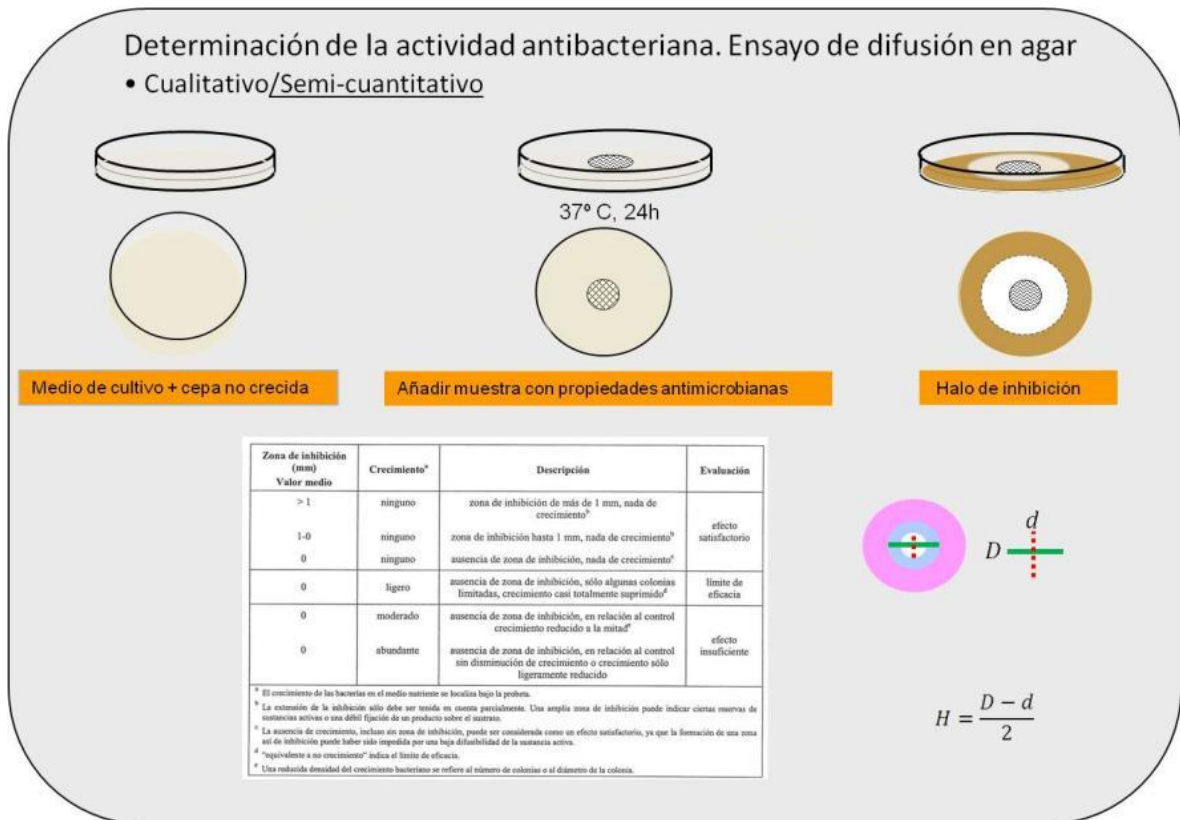 Determinación de la actividad antibacteriana. Ensayo de difusión en agar
• Cualitativo/Semi-cuantitativo
37º C, 24h
Medio de cultivo + cepa no crecida
Añadir muestra con propiedades antimicrobianas
Halo de inhibición
Zona de inhibición
(mm)
Valor medio
Crecimientoᵃ
Descripción
Evaluación
> 1
ninguno
zona de inhibición de más de 1 mm, nada de
crecimientoᵇ
1-0
ninguno
zona de inhibición hasta 1 mm, nada de crecimientoᵇ
efecto
satisfactorio
0
ninguno
ausencia de zona de inhibición, nada de crecimientoᶜ
0
ligero
ausencia de zona de inhibición, sólo algunas colonias
limitadas, crecimiento casi totalmente suprimidoᵈ
límite de
eficacia
0
moderado
ausencia de zona de inhibición, en relación al control
crecimiento reducido a la mitadᵉ
0
abundante
ausencia de zona de inhibición, en relación al control
sin disminución de crecimiento o crecimiento sólo
ligeramente reducido
efecto
insuficiente
ᵃ El crecimiento de las bacterias en el medio nutriente se localiza bajo la probeta.
ᵇ La extensión de la inhibición sólo debe ser tenida en cuenta parcialmente. Una amplia zona de inhibición puede indicar ciertas reservas de
sustancias activas o una débil fijación de un producto sobre el sustrato.
ᶜ La ausencia de crecimiento, incluso sin zona de inhibición, puede ser considerada como un efecto satisfactorio, ya que la formación de una zona
así de inhibición puede haber sido impedida por una baja difusibilidad de la sustancia activa.
ᵈ "equivalente a no crecimiento" indica el límite de eficacia.
ᵉ Una reducida densidad del crecimiento bacteriano se refiere al número de colonias o al diámetro de la colonia.
d
D
H = (D − d) / 2